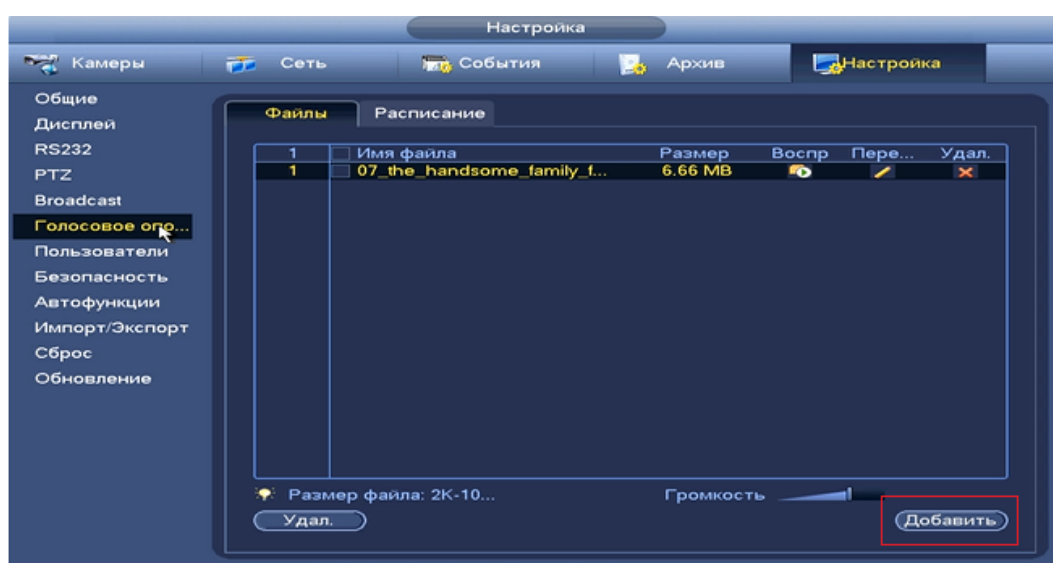 Настройка
Камеры Сеть События Архив Настройка
Общие
Дисплей
RS232
PTZ
Broadcast
Голосовое опо...
Пользователи
Безопасность
Автофункции
Импорт/Экспорт
Сброс
Обновление
Файлы Расписание
1 Имя файла Размер Воспр Пере... Удал.
1 07_the_handsome_family_f... 6.66 MB
Размер файла: 2K-10... Громкость
Удал. Добавить